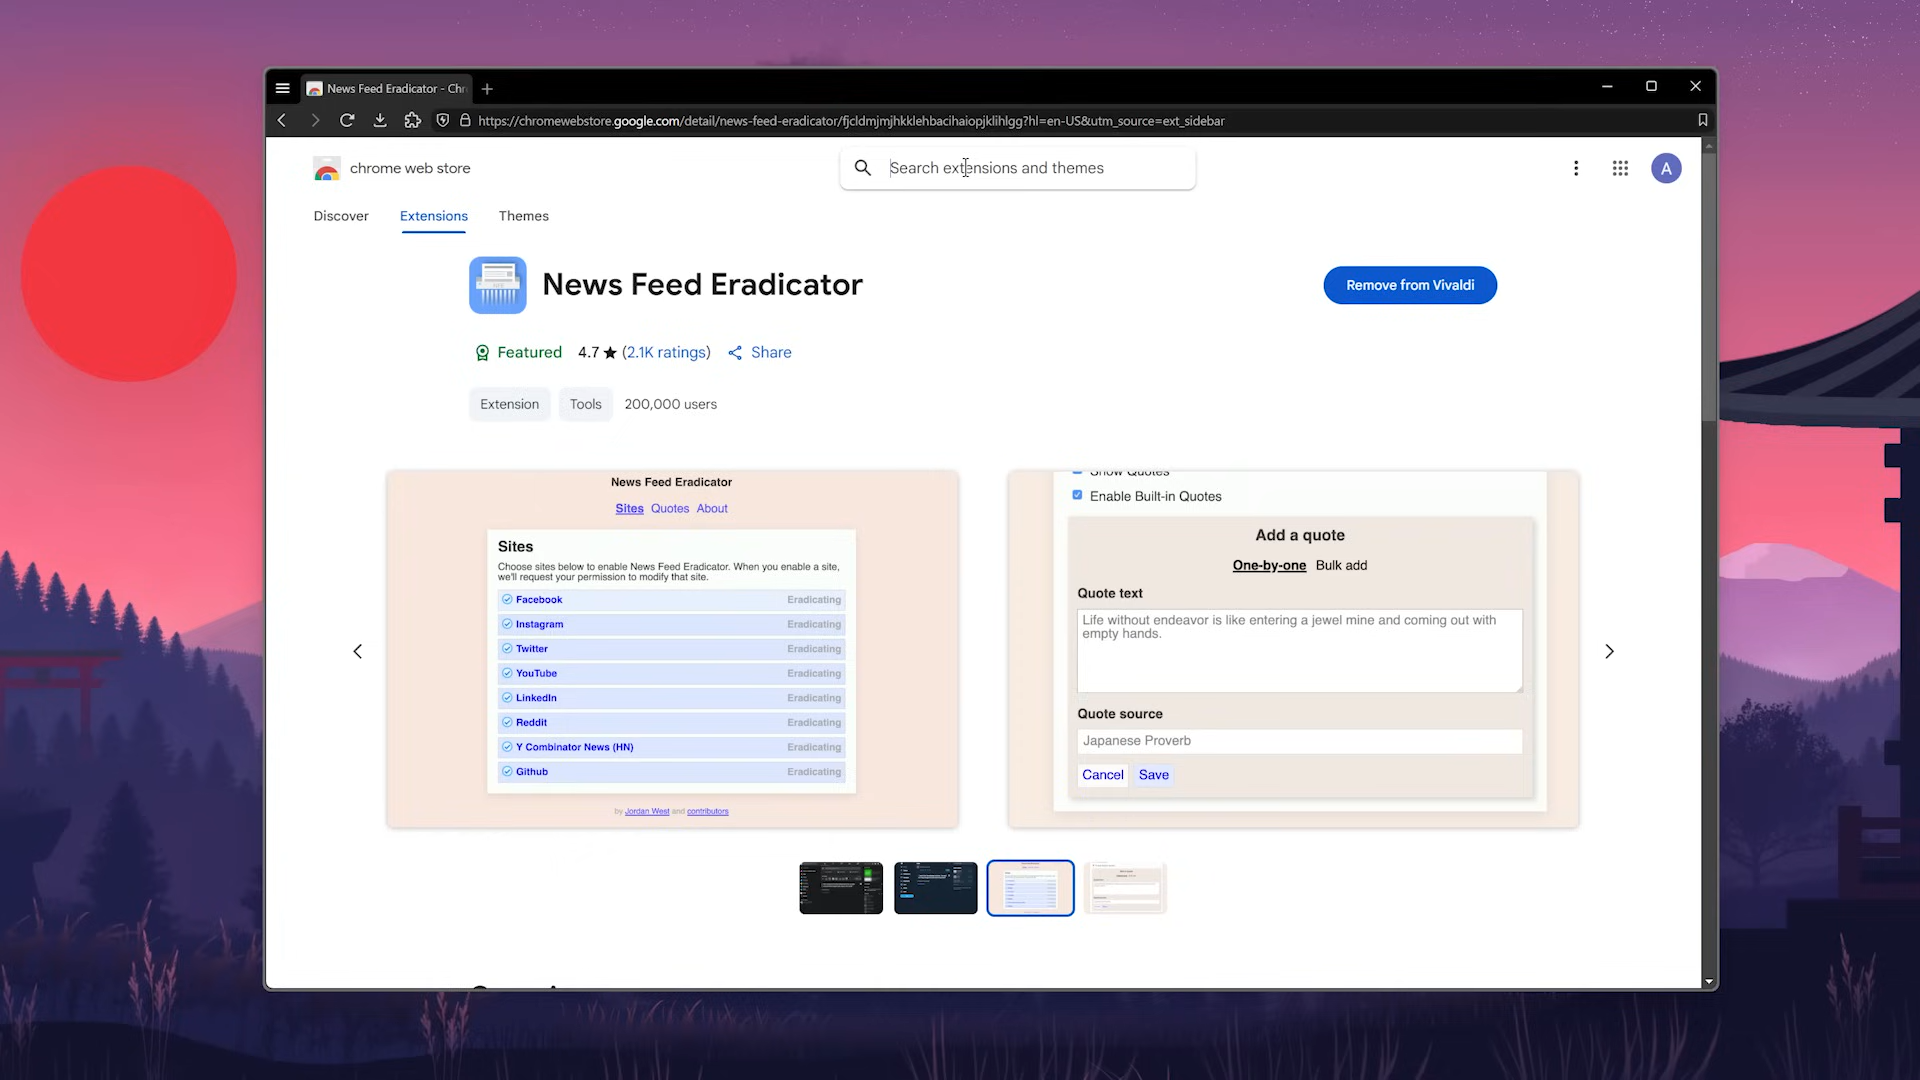 News Feed Eradicator - Chr
https://chromewebstore.google.com/detail/news-feed-eradicator/fjcldmjmjhkklehbacihaiopjklihlgg?hl=en-US&utm_source=ext_sidebar
chrome web store
Search extensions and themes
A
Discover Extensions Themes
News Feed Eradicator
Remove from Vivaldi
Featured 4.7 ★ (2.1K ratings) Share
Extension Tools 200,000 users
News Feed Eradicator
Sites Quotes About
Sites
Choose sites below to enable News Feed Eradicator. When you enable a site,
we'll request your permission to modify that site.
Facebook Eradicating
Instagram Eradicating
Twitter Eradicating
YouTube Eradicating
LinkedIn Eradicating
Reddit Eradicating
Y Combinator News (HN) Eradicating
Github Eradicating
by Jordan West and contributors
Show Quotes
Enable Built-in Quotes
Add a quote
One-by-one Bulk add
Quote text
Life without endeavor is like entering a jewel mine and coming out with
empty hands.
Quote source
Japanese Proverb
Cancel Save